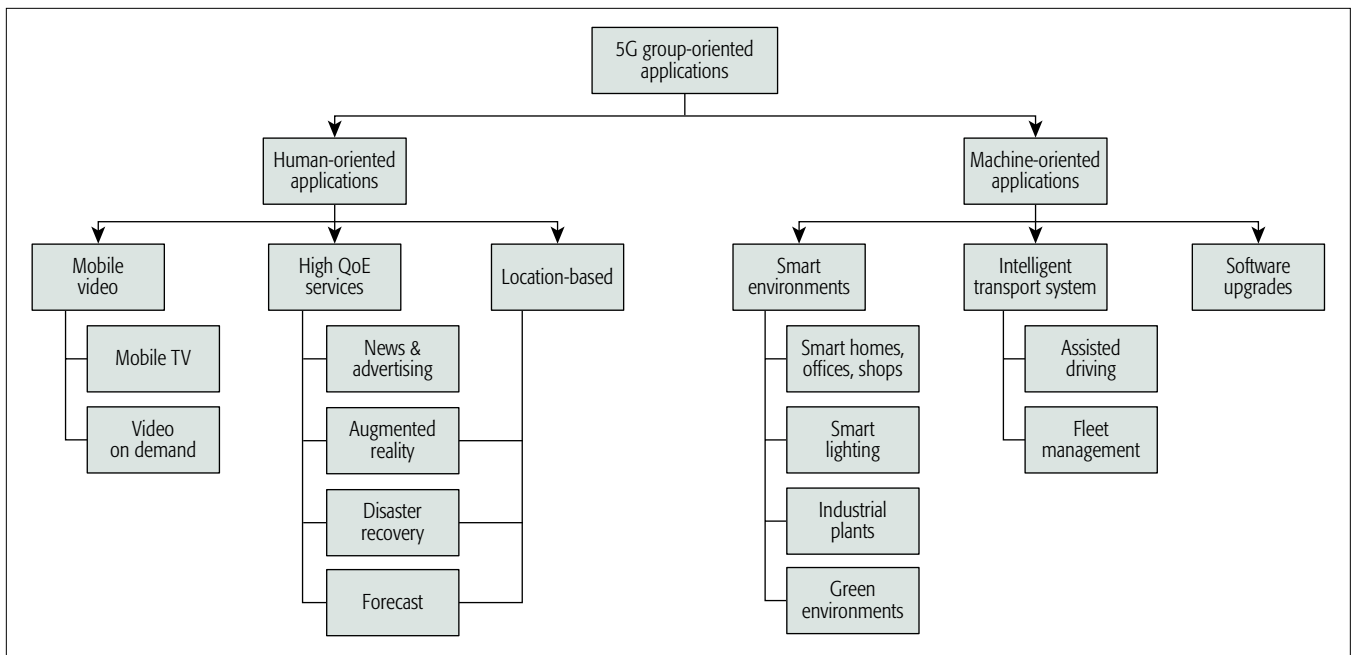 5G group-oriented
applications
Human-oriented
applications
Machine-oriented
applications
Mobile
video
High QoE
services
Location-based
Smart
environments
Intelligent
transport system
Software
upgrades
Mobile TV
News &
advertising
Smart homes,
offices, shops
Assisted
driving
Video
on demand
Augmented
reality
Smart
lighting
Fleet
management
Disaster
recovery
Industrial
plants
Forecast
Green
environments